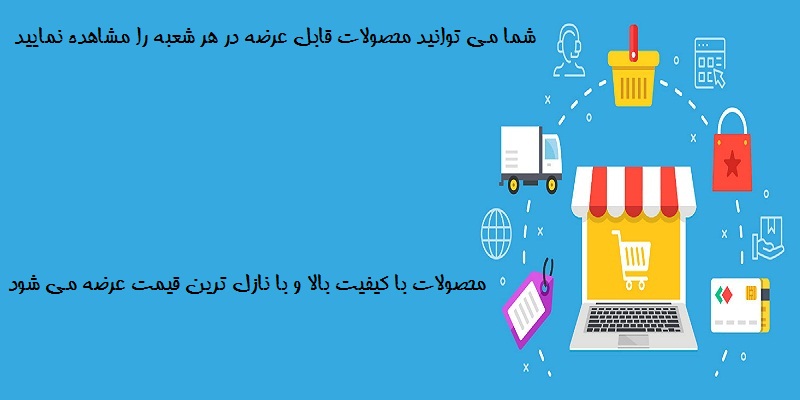 شما می توانید محصولات قابل عرضه در هر شعبه را مشاهده نمایید
محصولات با کیفیت بالا و با نازل ترین قیمت عرضه می شود